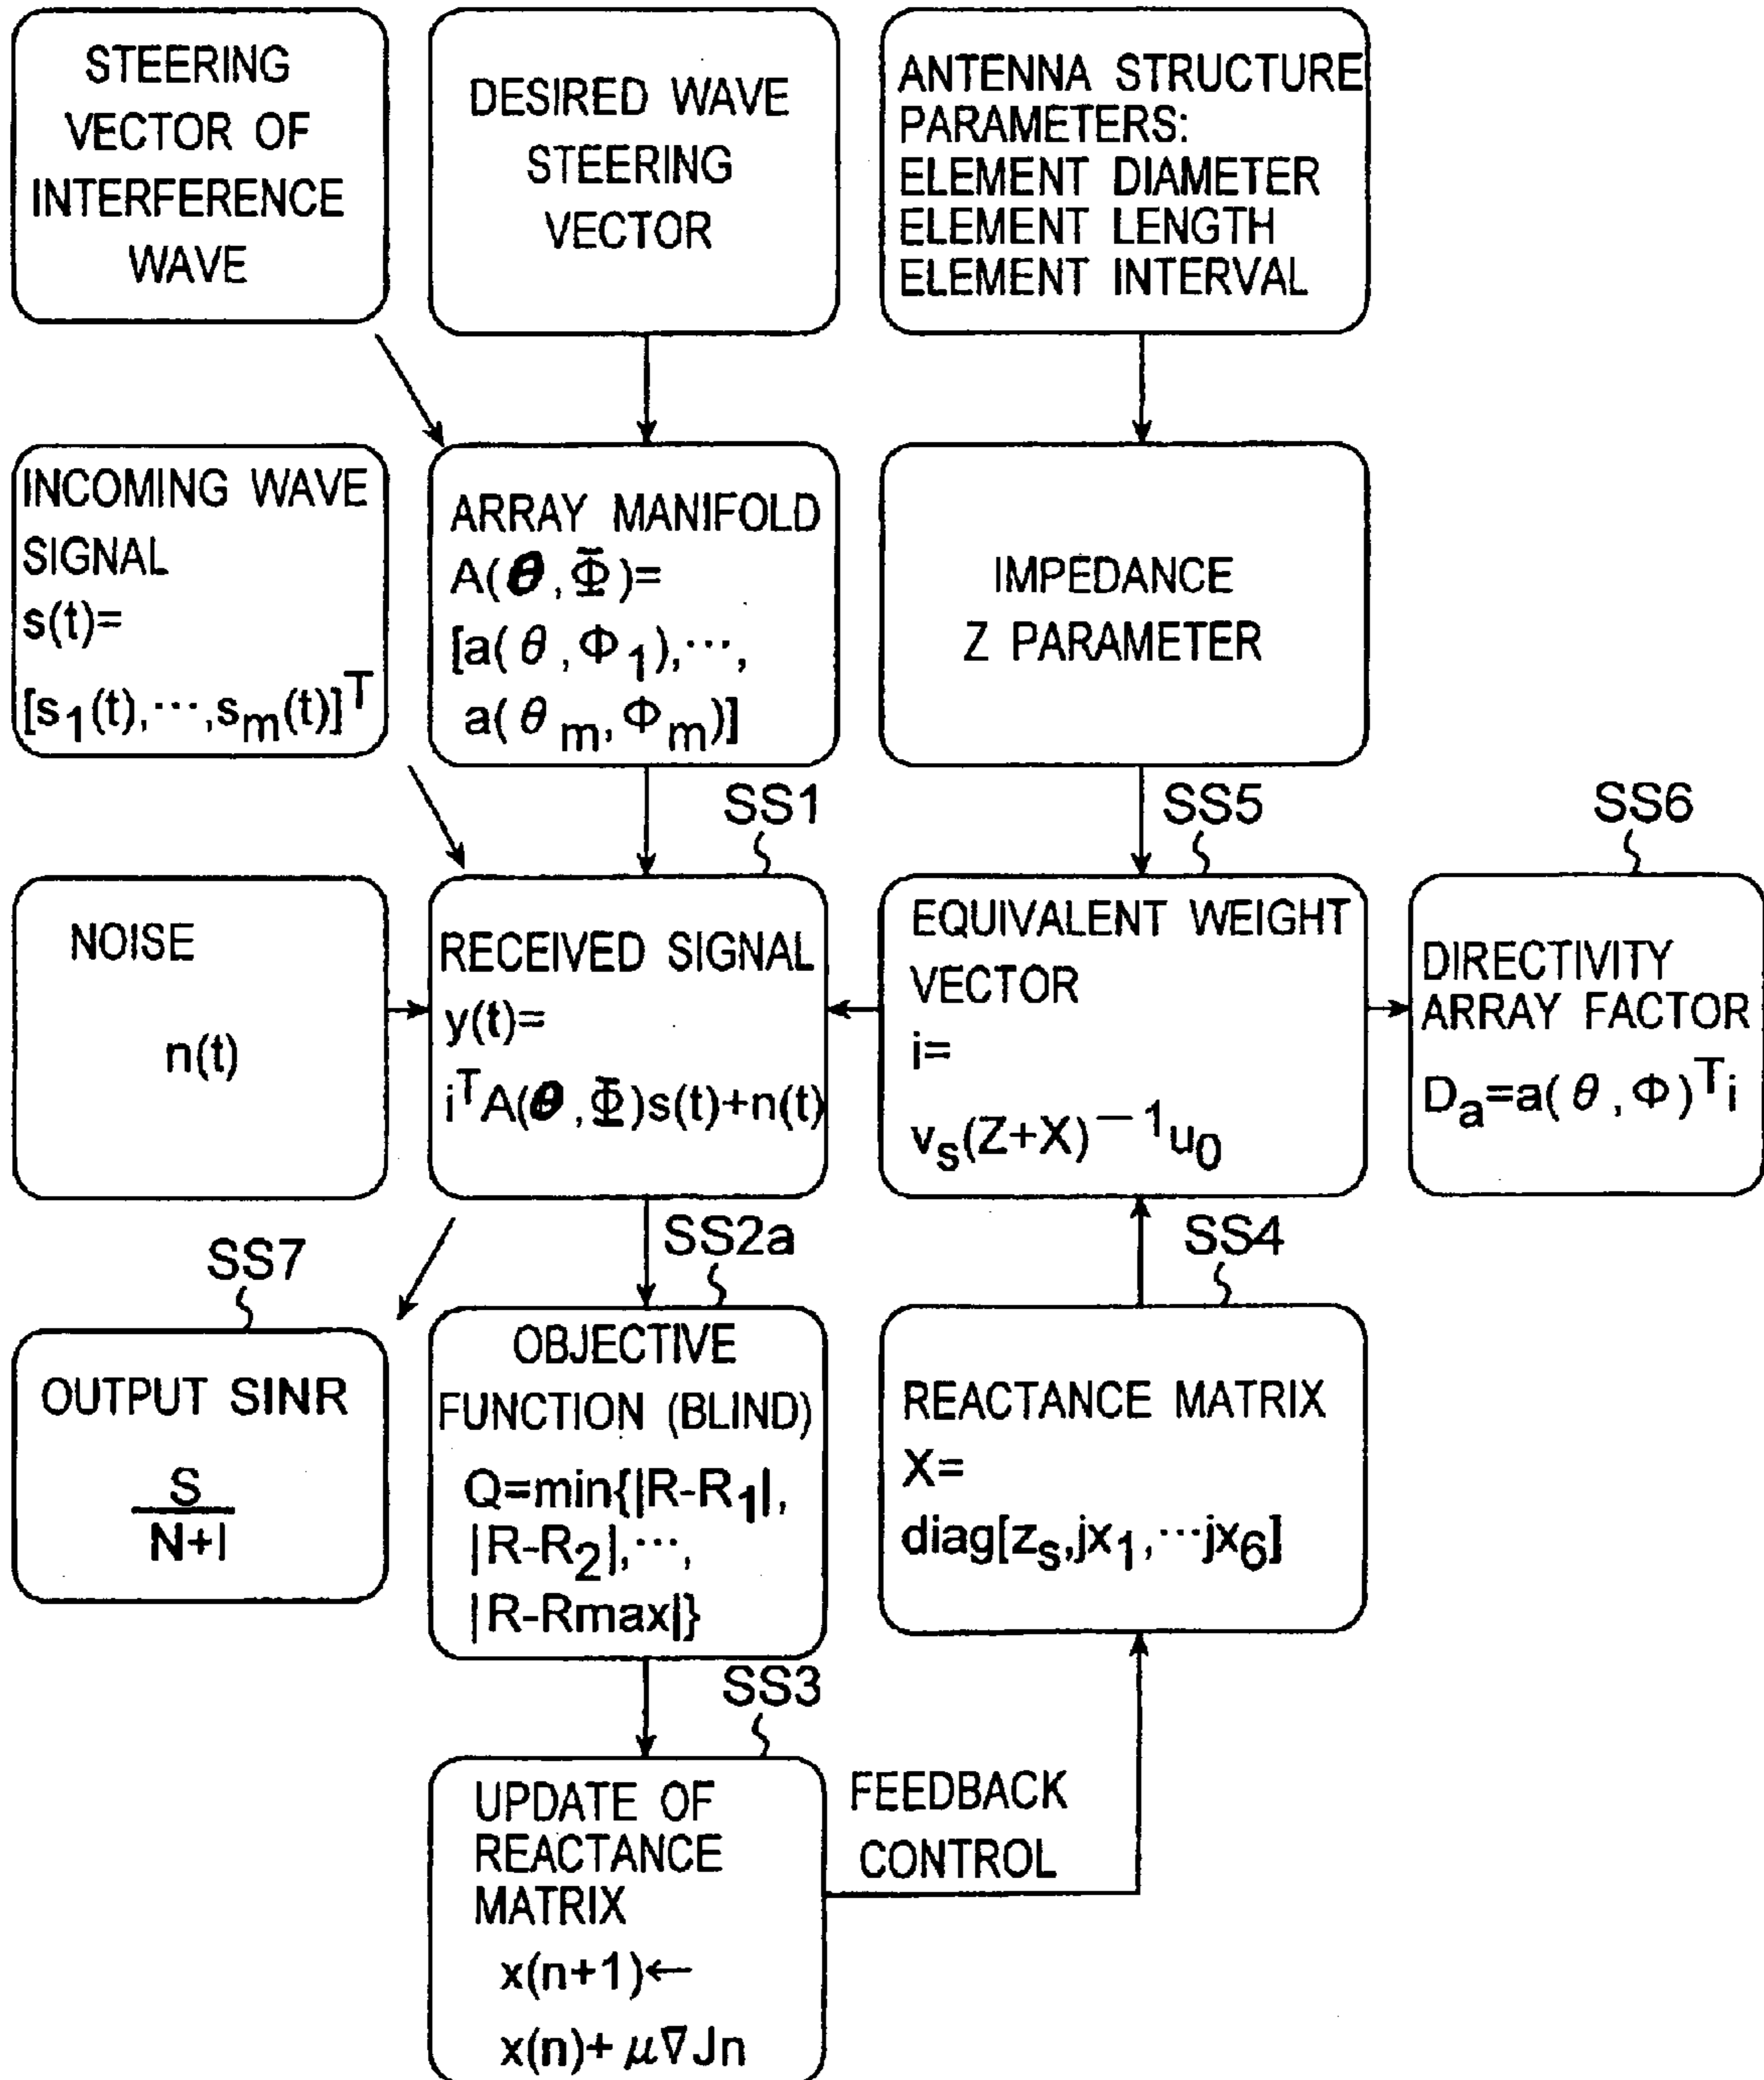 STEERING
VECTOR OF
INTERFERENCE
WAVE
DESIRED WAVE
STEERING
VECTOR
ANTENNA STRUCTURE
PARAMETERS:
ELEMENT DIAMETER
ELEMENT LENGTH
ELEMENT INTERVAL
INCOMING WAVE
SIGNAL
s(t)=
[s₁(t),⋯,sₘ(t)]ᵀ
ARRAY MANIFOLD
A(θ,Φ̄)=
[a(θ,Φ₁),⋯,
a(θₘ,Φₘ)]
IMPEDANCE
Z PARAMETER
SS1
SS5
SS6
NOISE
n(t)
RECEIVED SIGNAL
y(t)=
iᵀA(θ,Φ̄)s(t)+n(t)
EQUIVALENT WEIGHT
VECTOR
i=
vₛ(Z+X)⁻¹u₀
DIRECTIVITY
ARRAY FACTOR
Dₐ=a(θ,Φ)ᵀi
SS7
SS2a
SS4
OUTPUT SINR
S
N+I
OBJECTIVE
FUNCTION (BLIND)
Q=min{|R-R₁|,
|R-R₂|,⋯,
|R-Rmax|}
REACTANCE MATRIX
X=
diag[zₛ,jx₁,⋯jx₆]
SS3
UPDATE OF
REACTANCE
MATRIX
x(n+1)←
x(n)+μ∇Jn
FEEDBACK
CONTROL